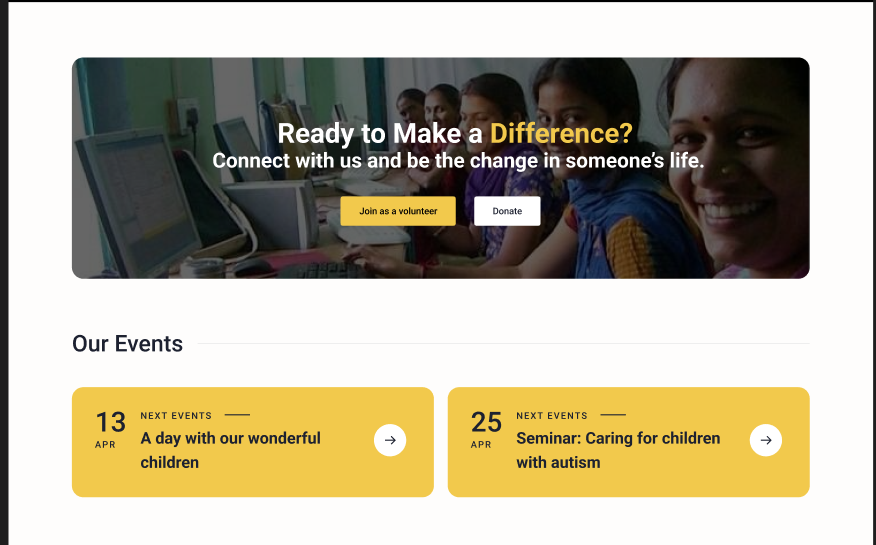 Ready to Make a Difference?
Connect with us and be the change in someone's life.
Join as a volunteer
Donate
Our Events
13
APR
NEXT EVENTS
A day with our wonderful
children
25
APR
NEXT EVENTS
Seminar: Caring for children
with autism